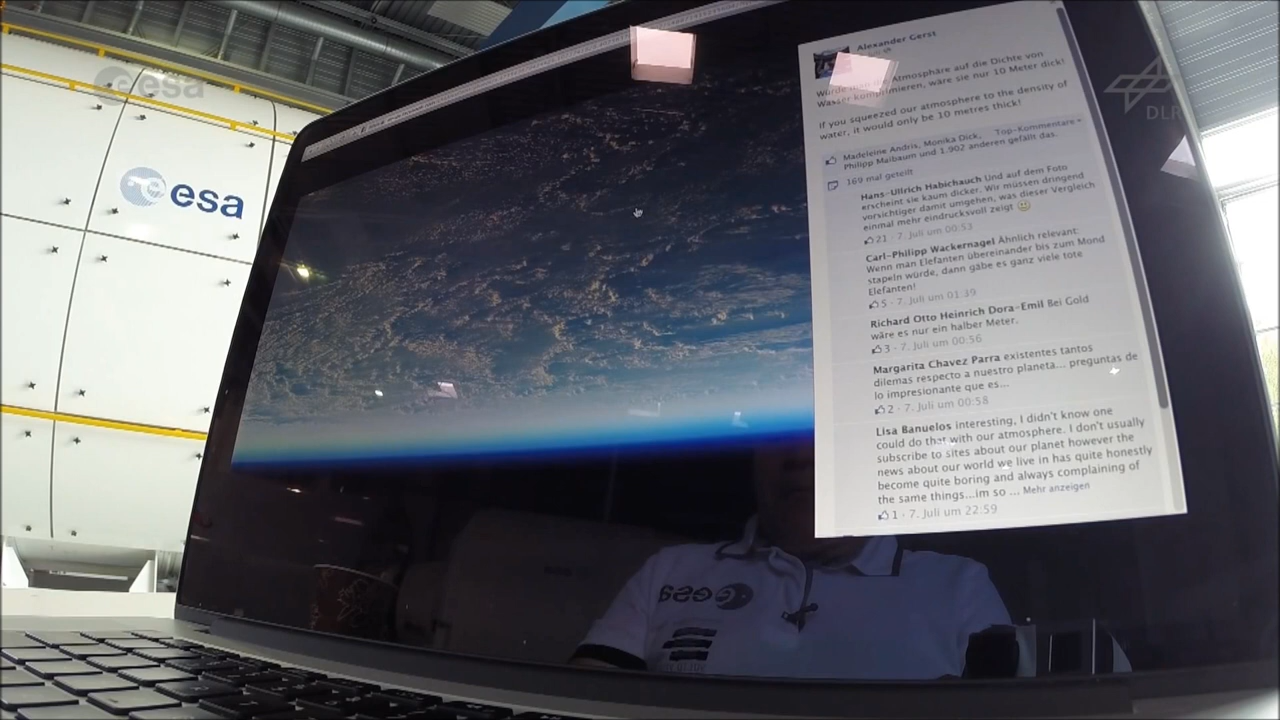 esa
esa
DLR
Alexander Gerst
Atmosphäre auf die Dichte von
Wasser komprimieren, wäre sie nur 10 Meter dick!
If you squeezed our atmosphere to the density of
water, it would only be 10 metres thick!
Madeleine Andris, Monika Dick, Top-Kommentare
Philipp Maibaum und 1.902 anderen gefällt das.
169 mal geteilt
Hans-Ullrich Habichauch Und auf dem Foto
erscheint sie kaum dicker. Wir müssen dringend
vorsichtiger damit umgehen, was dieser Vergleich
einmal mehr eindrucksvoll zeigt
21 · 7. Juli um 00:53
Carl-Philipp Wackernagel Ähnlich relevant:
Wenn man Elefanten übereinander bis zum Mond
stapeln würde, dann gäbe es ganz viele tote
Elefanten!
5 · 7. Juli um 01:39
Richard Otto Heinrich Dora-Emil Bei Gold
wäre es nur ein halber Meter.
3 · 7. Juli um 00:56
Margarita Chavez Parra existentes tantos
dilemas respecto a nuestro planeta... preguntas de
lo impresionante que es...
2 · 7. Juli um 00:58
Lisa Banuelos interesting, I didn't know one
could do that with our atmosphere. I don't usually
subscribe to sites about our planet however the
news about our world we live in has quite honestly
become quite boring and always complaining of
the same things...im so ... Mehr anzeigen
1 · 7. Juli um 22:59
esa